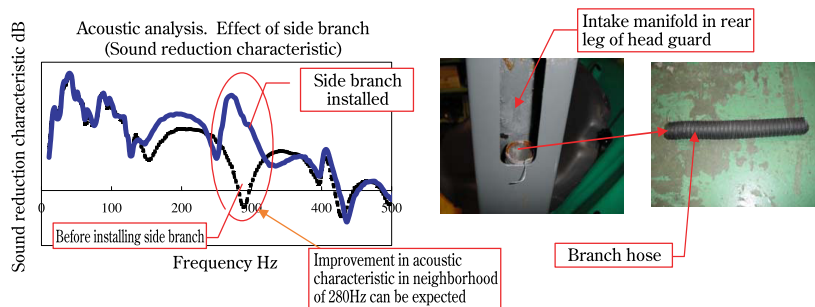 Acoustic analysis. Effect of side branch
(Sound reduction characteristic)
Sound reduction characteristic dB
Side branch
installed
0
100
200
300
400
500
Before installing side branch
Frequency Hz
Improvement in acoustic
characteristic in neighborhood
of 280Hz can be expected
Intake manifold in rear
leg of head guard
Branch hose